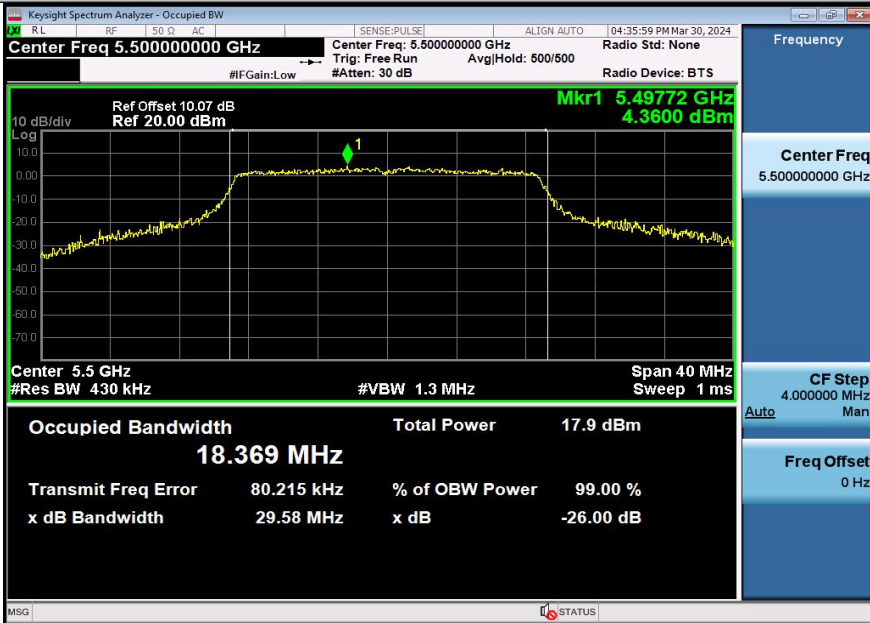 Keysight Spectrum Analyzer - Occupied BW
LXI RL RF 50 Ω AC SENSE:PULSE ALIGN AUTO 04:35:59 PM Mar 30, 2024
Center Freq 5.500000000 GHz
Center Freq: 5.500000000 GHz
Radio Std: None
Trig: Free Run Avg|Hold: 500/500
#IFGain:Low
#Atten: 30 dB
Radio Device: BTS
Frequency
Ref Offset 10.07 dB
Mkr1 5.49772 GHz
10 dB/div Ref 20.00 dBm
4.3600 dBm
Log
1
10.0
0.00
-10.0
-20.0
-30.0
-40.0
-50.0
-60.0
-70.0
Center Freq
5.500000000 GHz
Center 5.5 GHz
Span 40 MHz
#Res BW 430 kHz
#VBW 1.3 MHz
Sweep 1 ms
CF Step
4.000000 MHz
Auto Man
Occupied Bandwidth
Total Power 17.9 dBm
18.369 MHz
Transmit Freq Error 80.215 kHz
% of OBW Power 99.00 %
x dB Bandwidth 29.58 MHz
x dB -26.00 dB
Freq Offset
0 Hz
MSG
STATUS